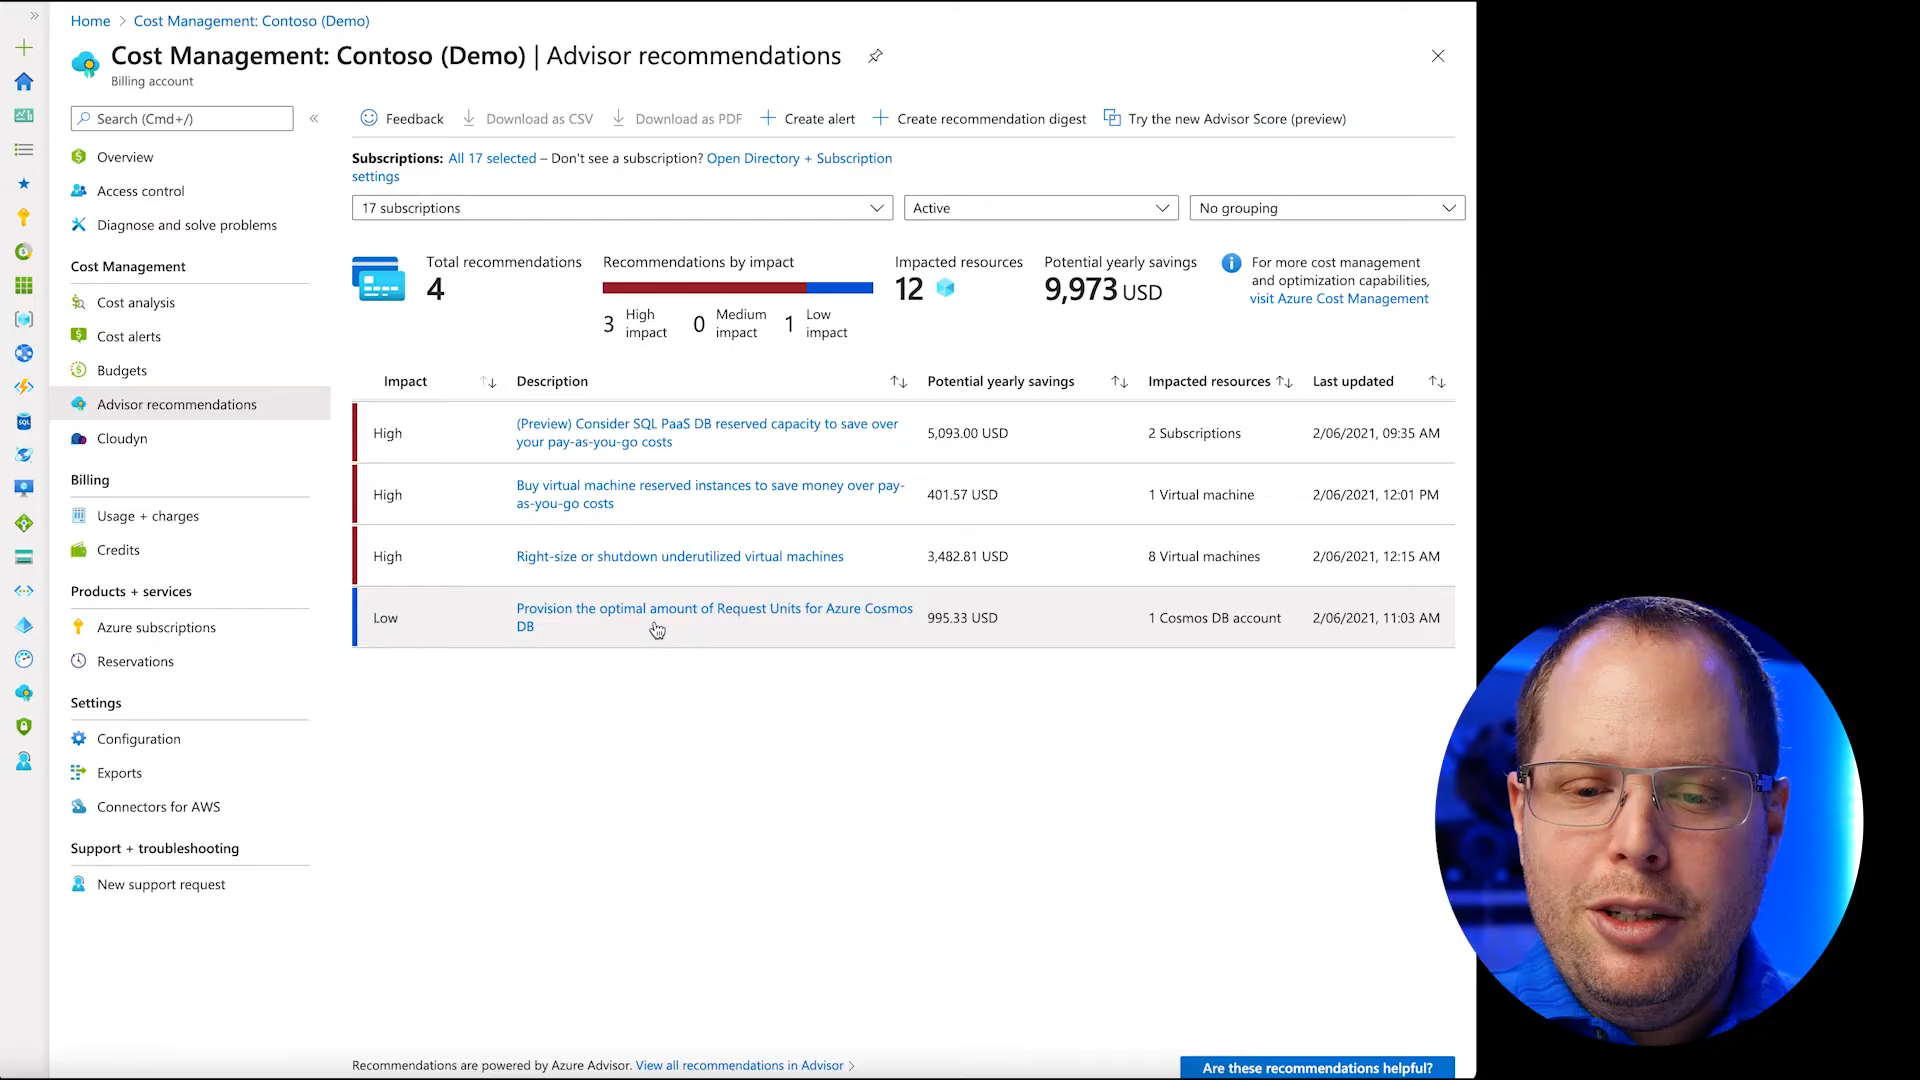 Home > Cost Management: Contoso (Demo)
Cost Management: Contoso (Demo) | Advisor recommendations
Billing account
Search (Cmd+/)
Overview
Access control
Diagnose and solve problems
Cost Management
Cost analysis
Cost alerts
Budgets
Advisor recommendations
Cloudyn
Billing
Usage + charges
Credits
Products + services
Azure subscriptions
Reservations
Settings
Configuration
Exports
Connectors for AWS
Support + troubleshooting
New support request
Feedback
Download as CSV
Download as PDF
Create alert
Create recommendation digest
Try the new Advisor Score (preview)
Subscriptions: All 17 selected – Don't see a subscription? Open Directory + Subscription
settings
17 subscriptions
Active
No grouping
Total recommendations
4
Recommendations by impact
3 High impact
0 Medium impact
1 Low impact
Impacted resources
12
Potential yearly savings
9,973 USD
For more cost management
and optimization capabilities,
visit Azure Cost Management
Impact Description Potential yearly savings Impacted resources Last updated
High (Preview) Consider SQL PaaS DB reserved capacity to save over
your pay-as-you-go costs 5,093.00 USD 2 Subscriptions 2/06/2021, 09:35 AM
High Buy virtual machine reserved instances to save money over pay-
as-you-go costs 401.57 USD 1 Virtual machine 2/06/2021, 12:01 PM
High Right-size or shutdown underutilized virtual machines 3,482.81 USD 8 Virtual machines 2/06/2021, 12:15 AM
Low Provision the optimal amount of Request Units for Azure Cosmos
DB 995.33 USD 1 Cosmos DB account 2/06/2021, 11:03 AM
Recommendations are powered by Azure Advisor. View all recommendations in Advisor >
Are these recommendations helpful?
SQL